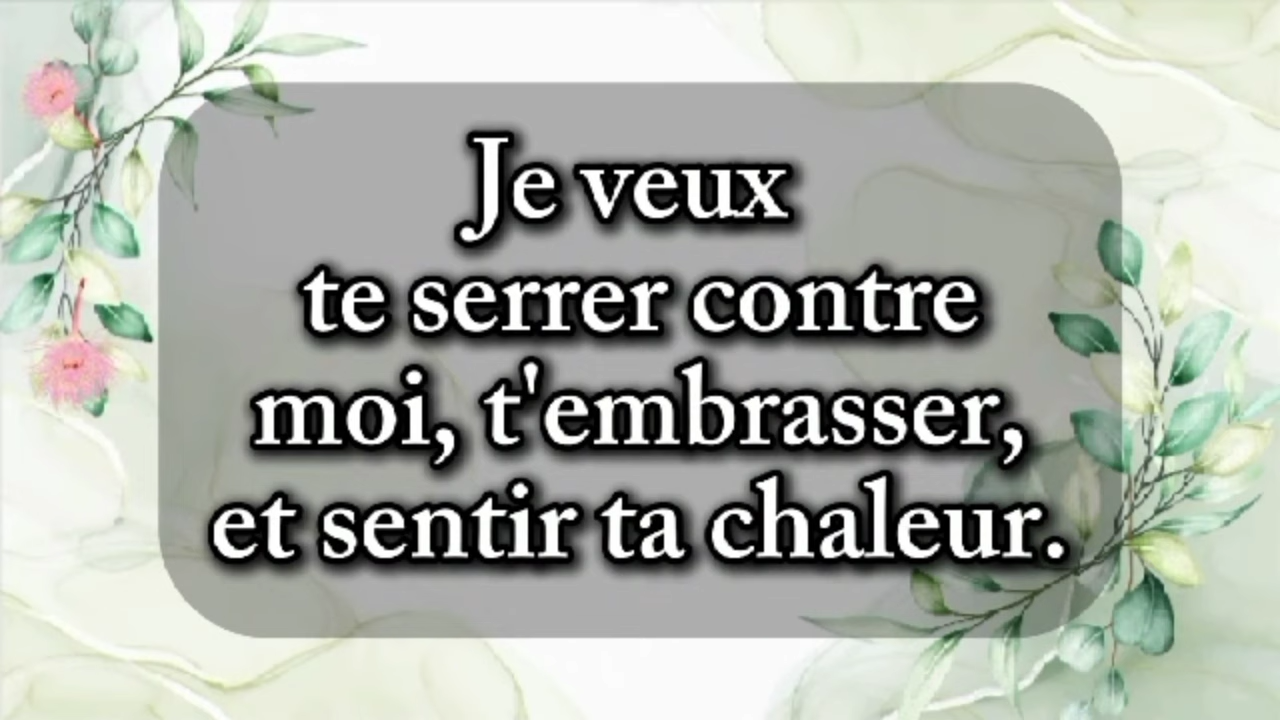 Je veux
te serrer contre
moi, t'embrasser,
et sentir ta chaleur.